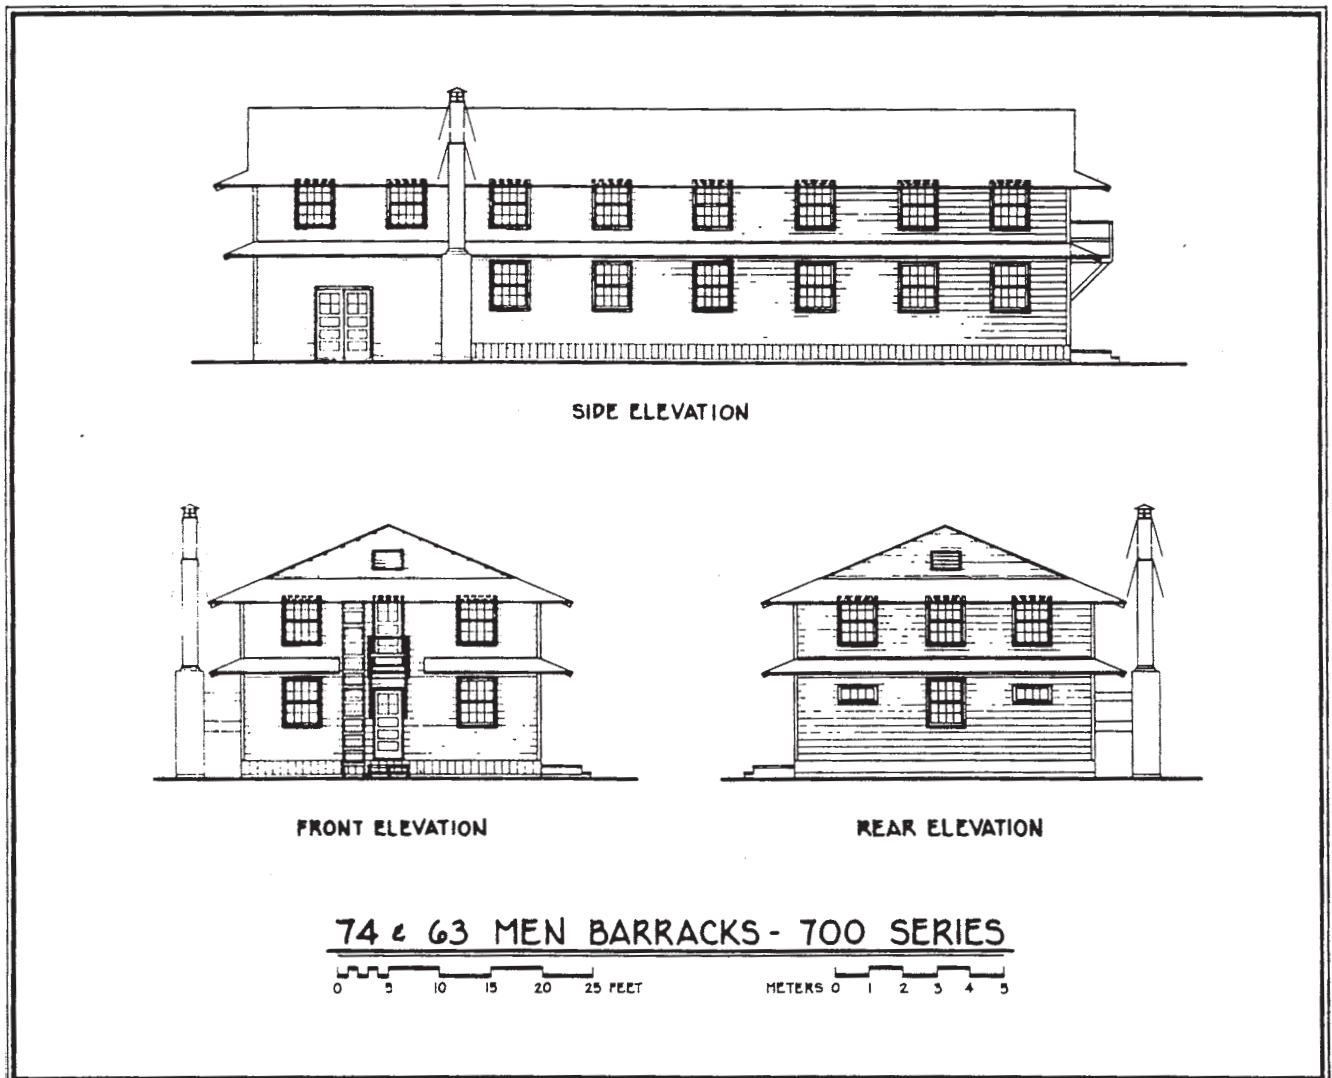 SIDE ELEVATION
FRONT ELEVATION
REAR ELEVATION
74 & 63 MEN BARRACKS - 700 SERIES
0 5 10 15 20 25 FEET
METERS 0 1 2 3 4 5